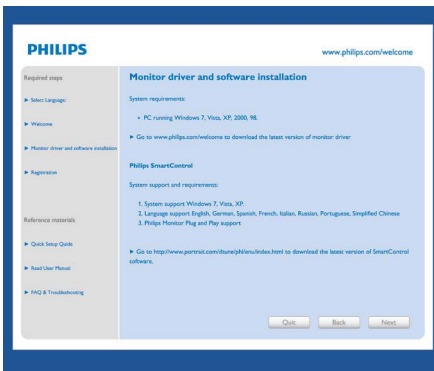 PHILIPS
www.philips.com/welcome
Required steps
Monitor driver and software installation
▶ Select Language:
System requirements:
• PC running Windows 7, Vista, XP, 2000, 98.
▶ Welcome
▶ Go to www.philips.com/welcome to download the latest version of monitor driver
▶ Monitor driver and software installation
Philips SmartControl
▶ Registration
System support and requirements:
1. System support Windows 7, Vista, XP.
2. Language support English, German, Spanish, French, Italian, Russian, Portuguese, Simplified Chinese
3. Philips Monitor Plug and Play support
Reference materials
▶ Quick Setup Guide
▶ Go to http://www.portrait.com/dtune/phl/enu/index.html to download the latest version of SmartControl
software.
▶ Read User Manual
▶ FAQ & Troubleshooting
Quit
Back
Next